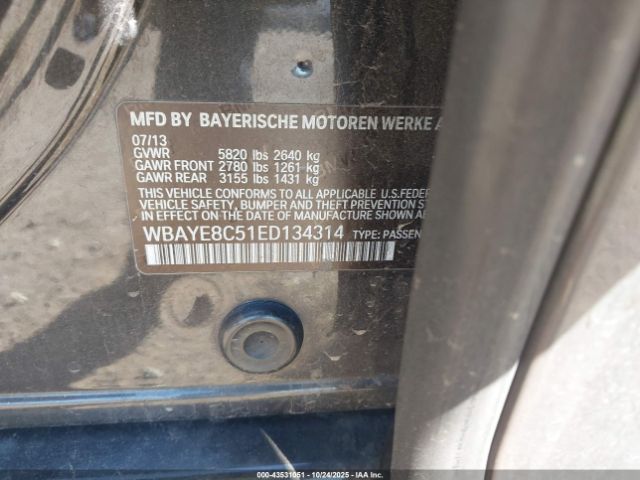 MFD BY BAYERISCHE MOTOREN WERKE A
07/13
GVWR 5820 lbs 2640 kg
GAWR FRONT 2780 lbs 1261 kg
GAWR REAR 3155 lbs 1431 kg
THIS VEHICLE CONFORMS TO ALL APPLICABLE U.S.FEDER
VEHICLE SAFETY, BUMPER AND THEFT PREVENTION S
IN EFFECT ON THE DATE OF MANUFACTURE SHOWN AB
WBAYE8C51ED134314 TYPE: PASSEN
000-43531051 - 10/24/2025 - IAA Inc.